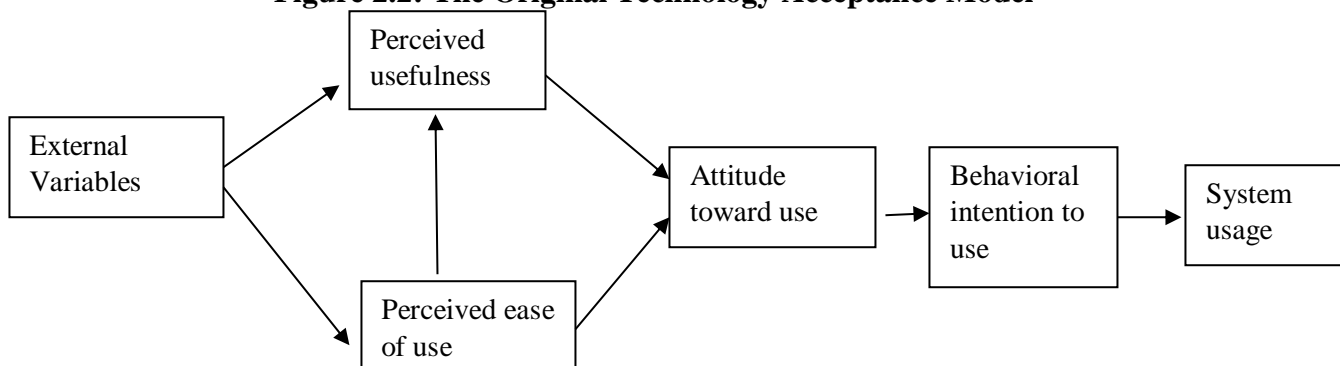 Figure 2.2: The Original Technology Acceptance Model
Perceived
usefulness
External
Variables
Attitude
toward use
Behavioral
intention to
use
System
usage
Perceived ease
of use